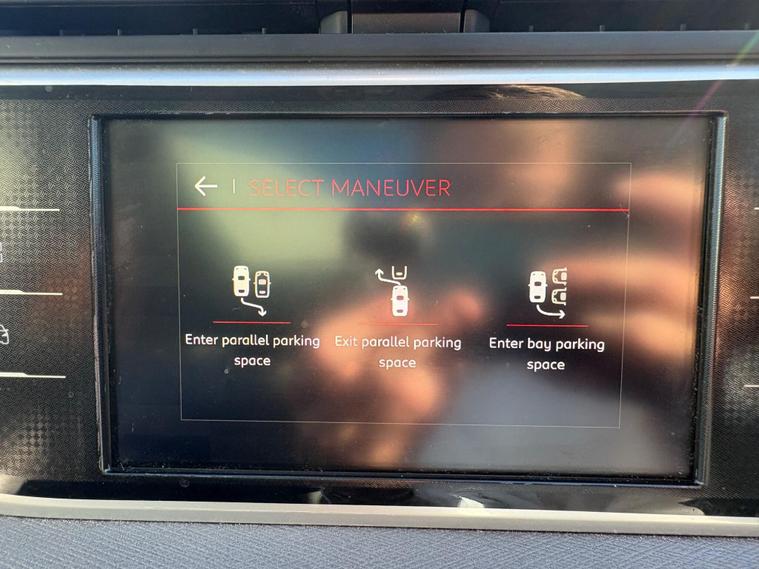 SELECT MANEUVER
Enter parallel parking
space
Exit parallel parking
space
Enter bay parking
space